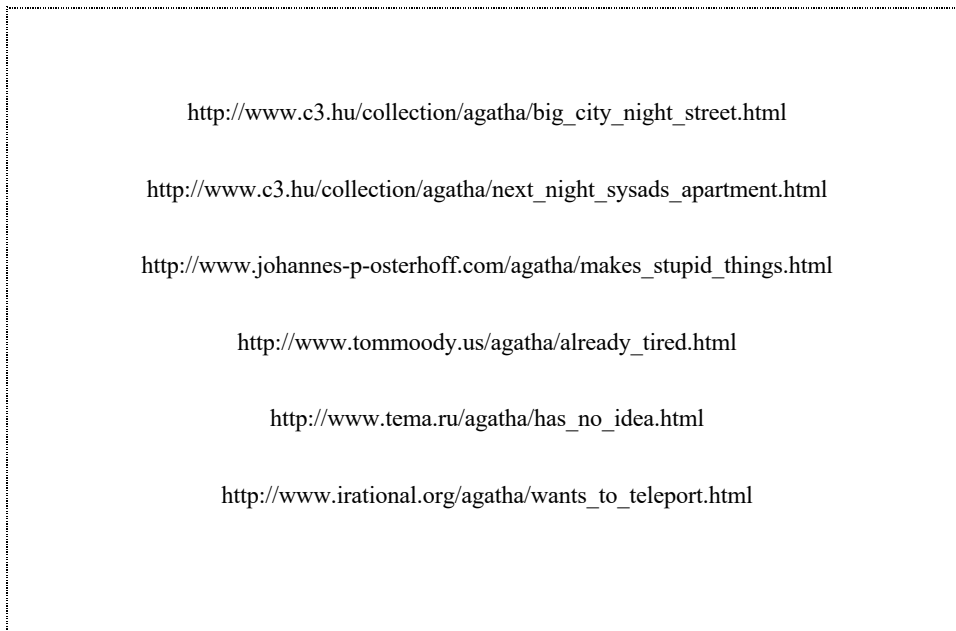 http://www.c3.hu/collection/agatha/big_city_night_street.html
http://www.c3.hu/collection/agatha/next_night_sysads_apartment.html
http://www.johannes-p-osterhoff.com/agatha/makes_stupid_things.html
http://www.tommoody.us/agatha/already_tired.html
http://www.tema.ru/agatha/has_no_idea.html
http://www.irational.org/agatha/wants_to_teleport.html